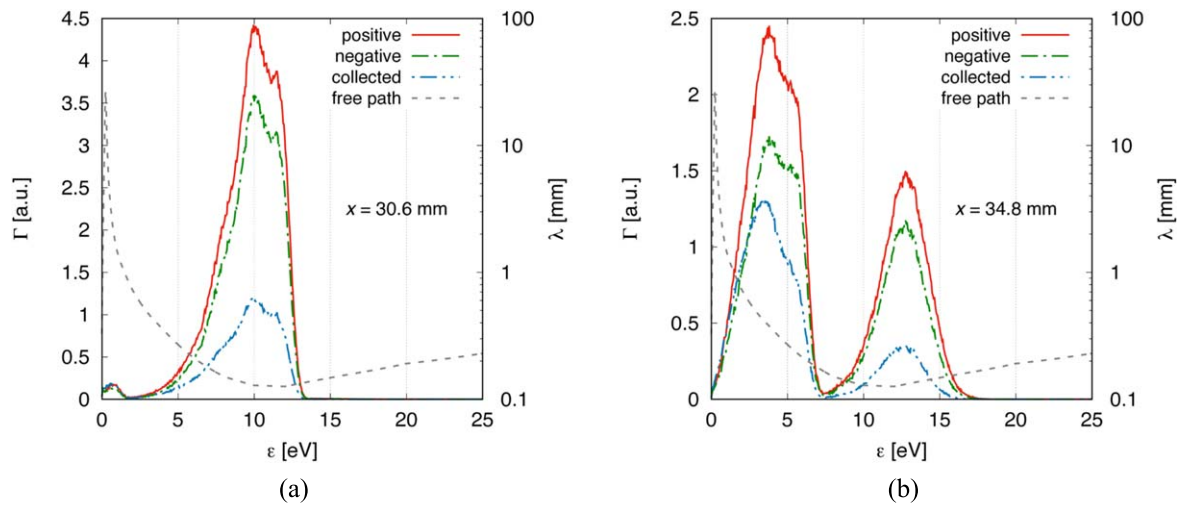 4.5
4
3.5
3
2.5
2
1.5
1
0.5
0
Γ [a.u.]
positive
negative
collected
free path
x = 30.6 mm
100
10
1
0.1
λ [mm]
0 5 10 15 20 25
ε [eV]
(a)
2.5
2
1.5
1
0.5
0
Γ [a.u.]
positive
negative
collected
free path
x = 34.8 mm
100
10
1
0.1
λ [mm]
0 5 10 15 20 25
ε [eV]
(b)